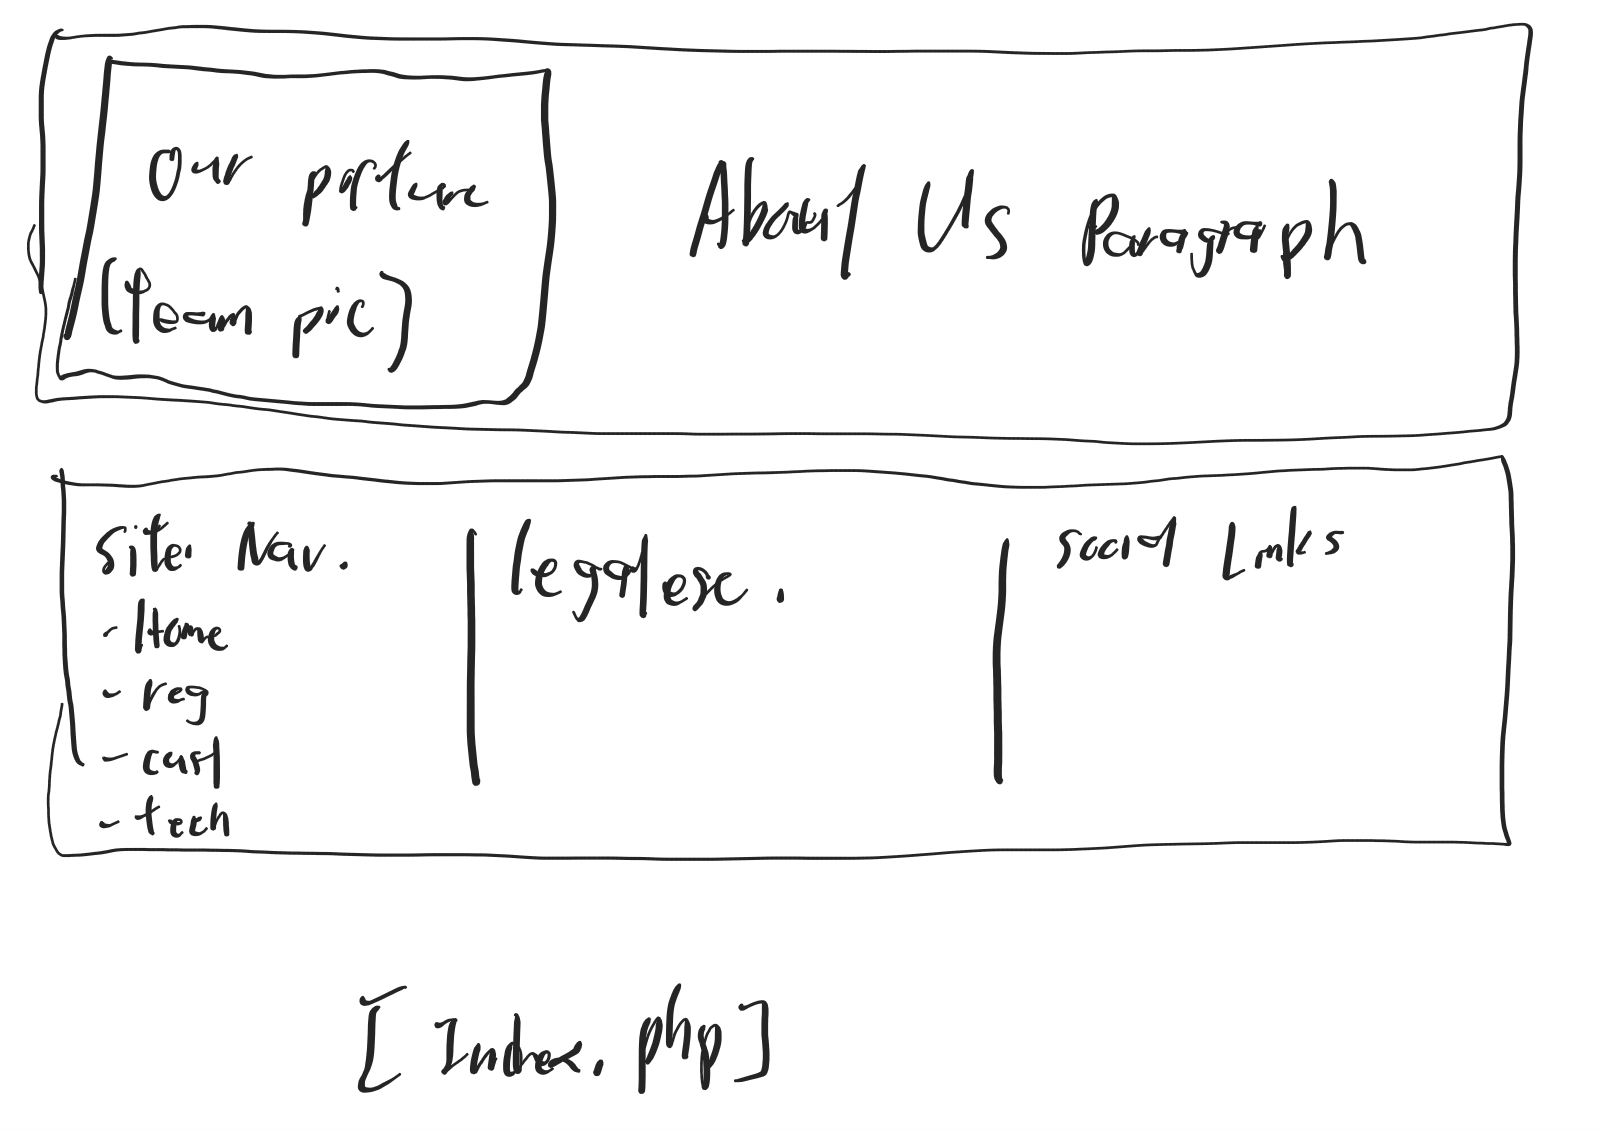 Our picture
(Team pic)
About Us Paragraph
Site Nav.
- Home
- reg
- cust
- tech
legalese.
social Links
[Index.php]